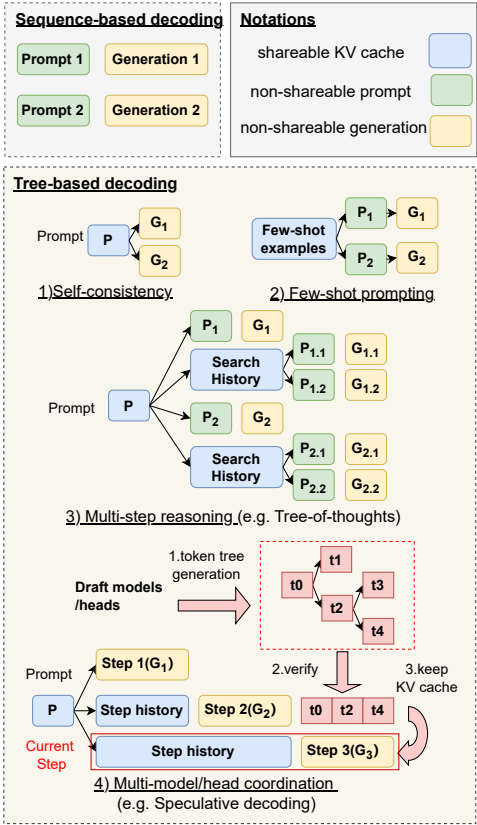 Sequence-based decoding
Prompt 1 Generation 1
Prompt 2 Generation 2
Notations
shareable KV cache
non-shareable prompt
non-shareable generation
Tree-based decoding
Prompt P G1
G2
1)Self-consistency
Few-shot
examples
P1 G1
P2 G2
2) Few-shot prompting
P1 G1
Search
History
P1.1 G1.1
P1.2 G1.2
Prompt P
P2 G2
Search
History
P2.1 G2.1
P2.2 G2.2
3) Multi-step reasoning (e.g. Tree-of-thoughts)
Draft models
/heads
1.token tree
generation
t0 t1
t2 t3
t4
2.verify
3.keep
KV cache
t0 t2 t4
Prompt
P
Step 1(G1)
Step history Step 2(G2)
Current
Step
Step history Step 3(G3)
4) Multi-model/head coordination
(e.g. Speculative decoding)